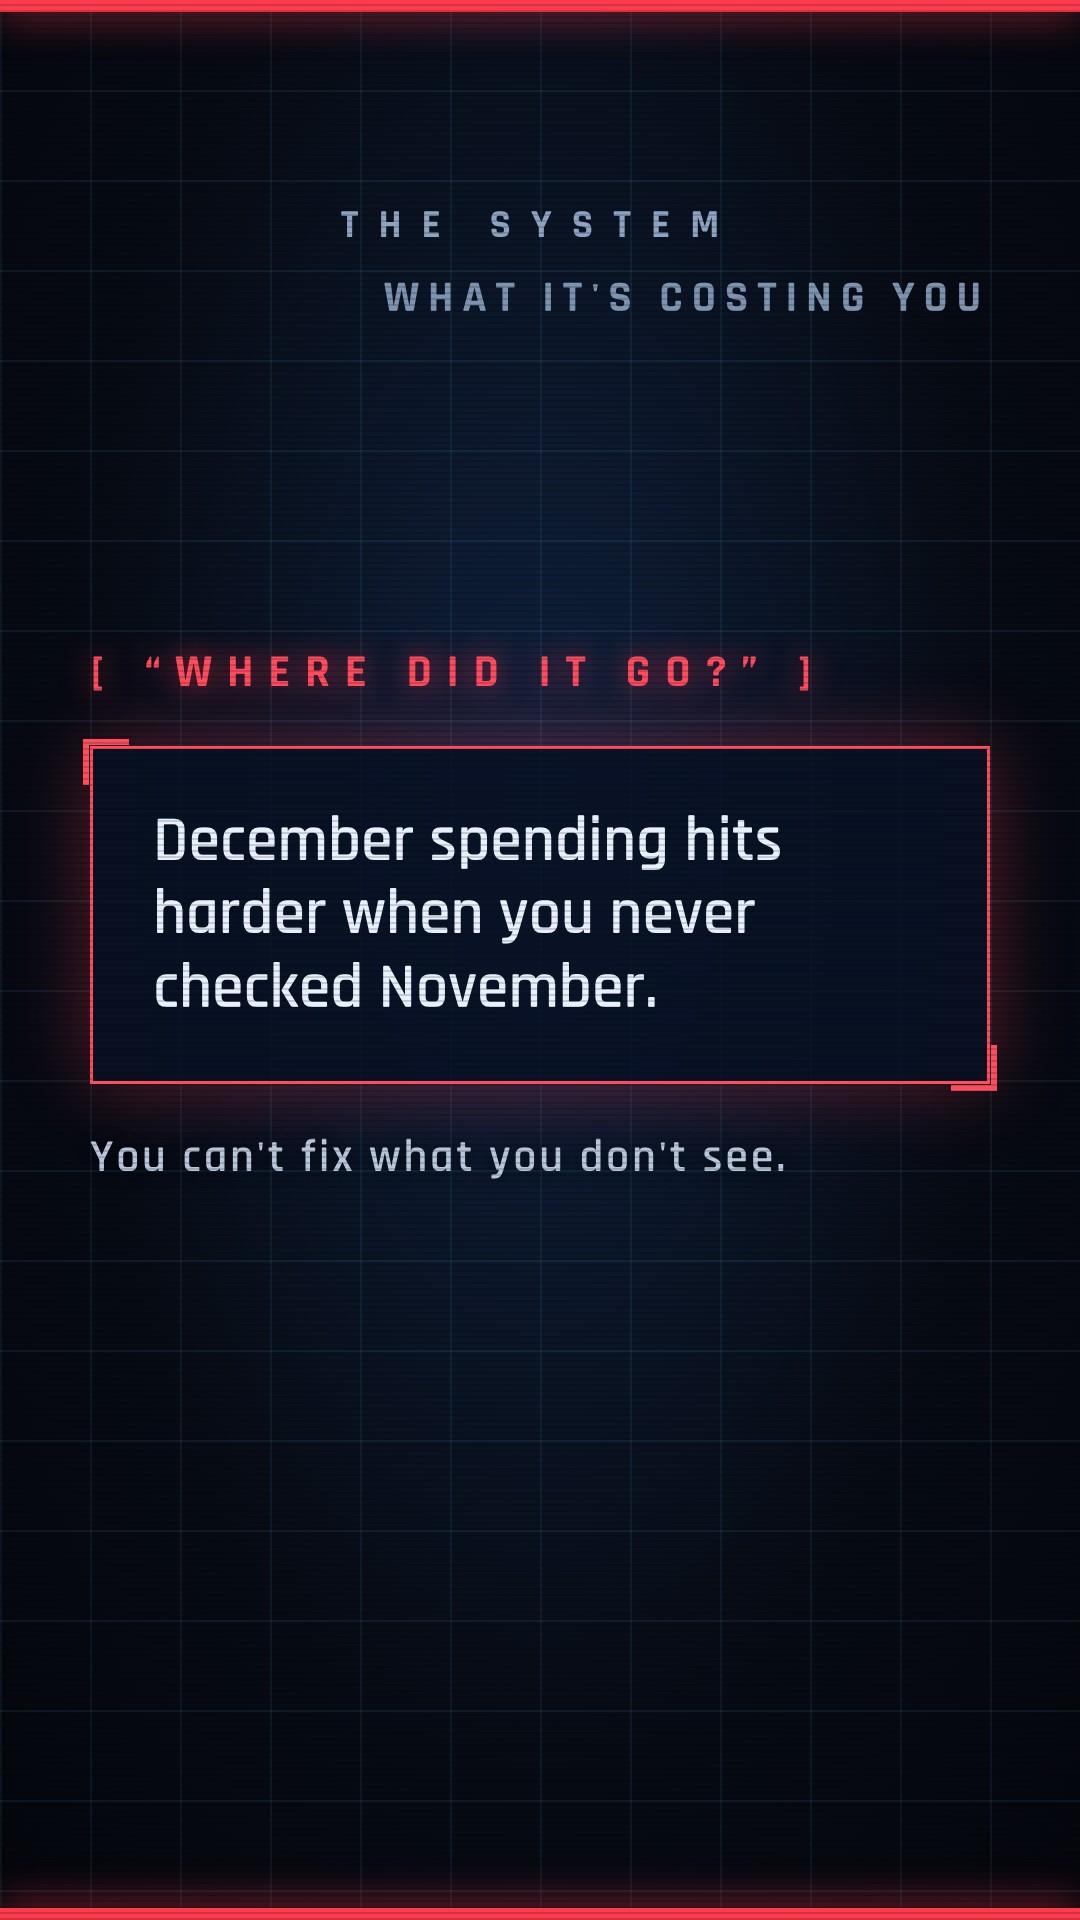 THE SYSTEM
WHAT IT'S COSTING YOU
[ “WHERE DID IT GO?” ]
December spending hits
harder when you never
checked November.
You can't fix what you don't see.